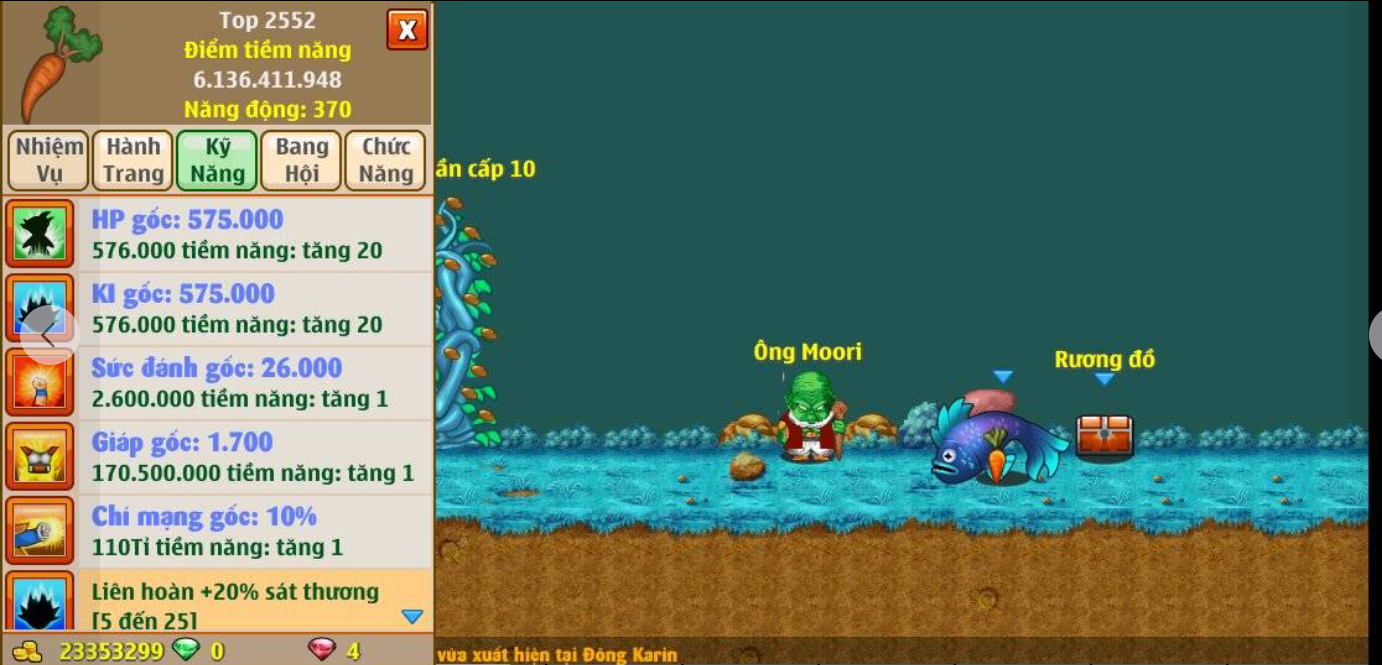 Top 2552
Điểm tiềm năng
6.136.411.948
Năng động: 370
X
Nhiệm Vụ
Hành Trang
Kỹ Năng
Bang Hội
Chức Năng
HP gốc: 575.000
576.000 tiềm năng: tăng 20
KI gốc: 575.000
576.000 tiềm năng: tăng 20
Sức đánh gốc: 26.000
2.600.000 tiềm năng: tăng 1
Giáp gốc: 1.700
170.500.000 tiềm năng: tăng 1
Chí mạng gốc: 10%
110Tỉ tiềm năng: tăng 1
Liên hoàn +20% sát thương
[5 đến 25]
23353299
0
4
ần cấp 10
Ông Moori
Rương đồ
vừa xuất hiện tại Đông Karin